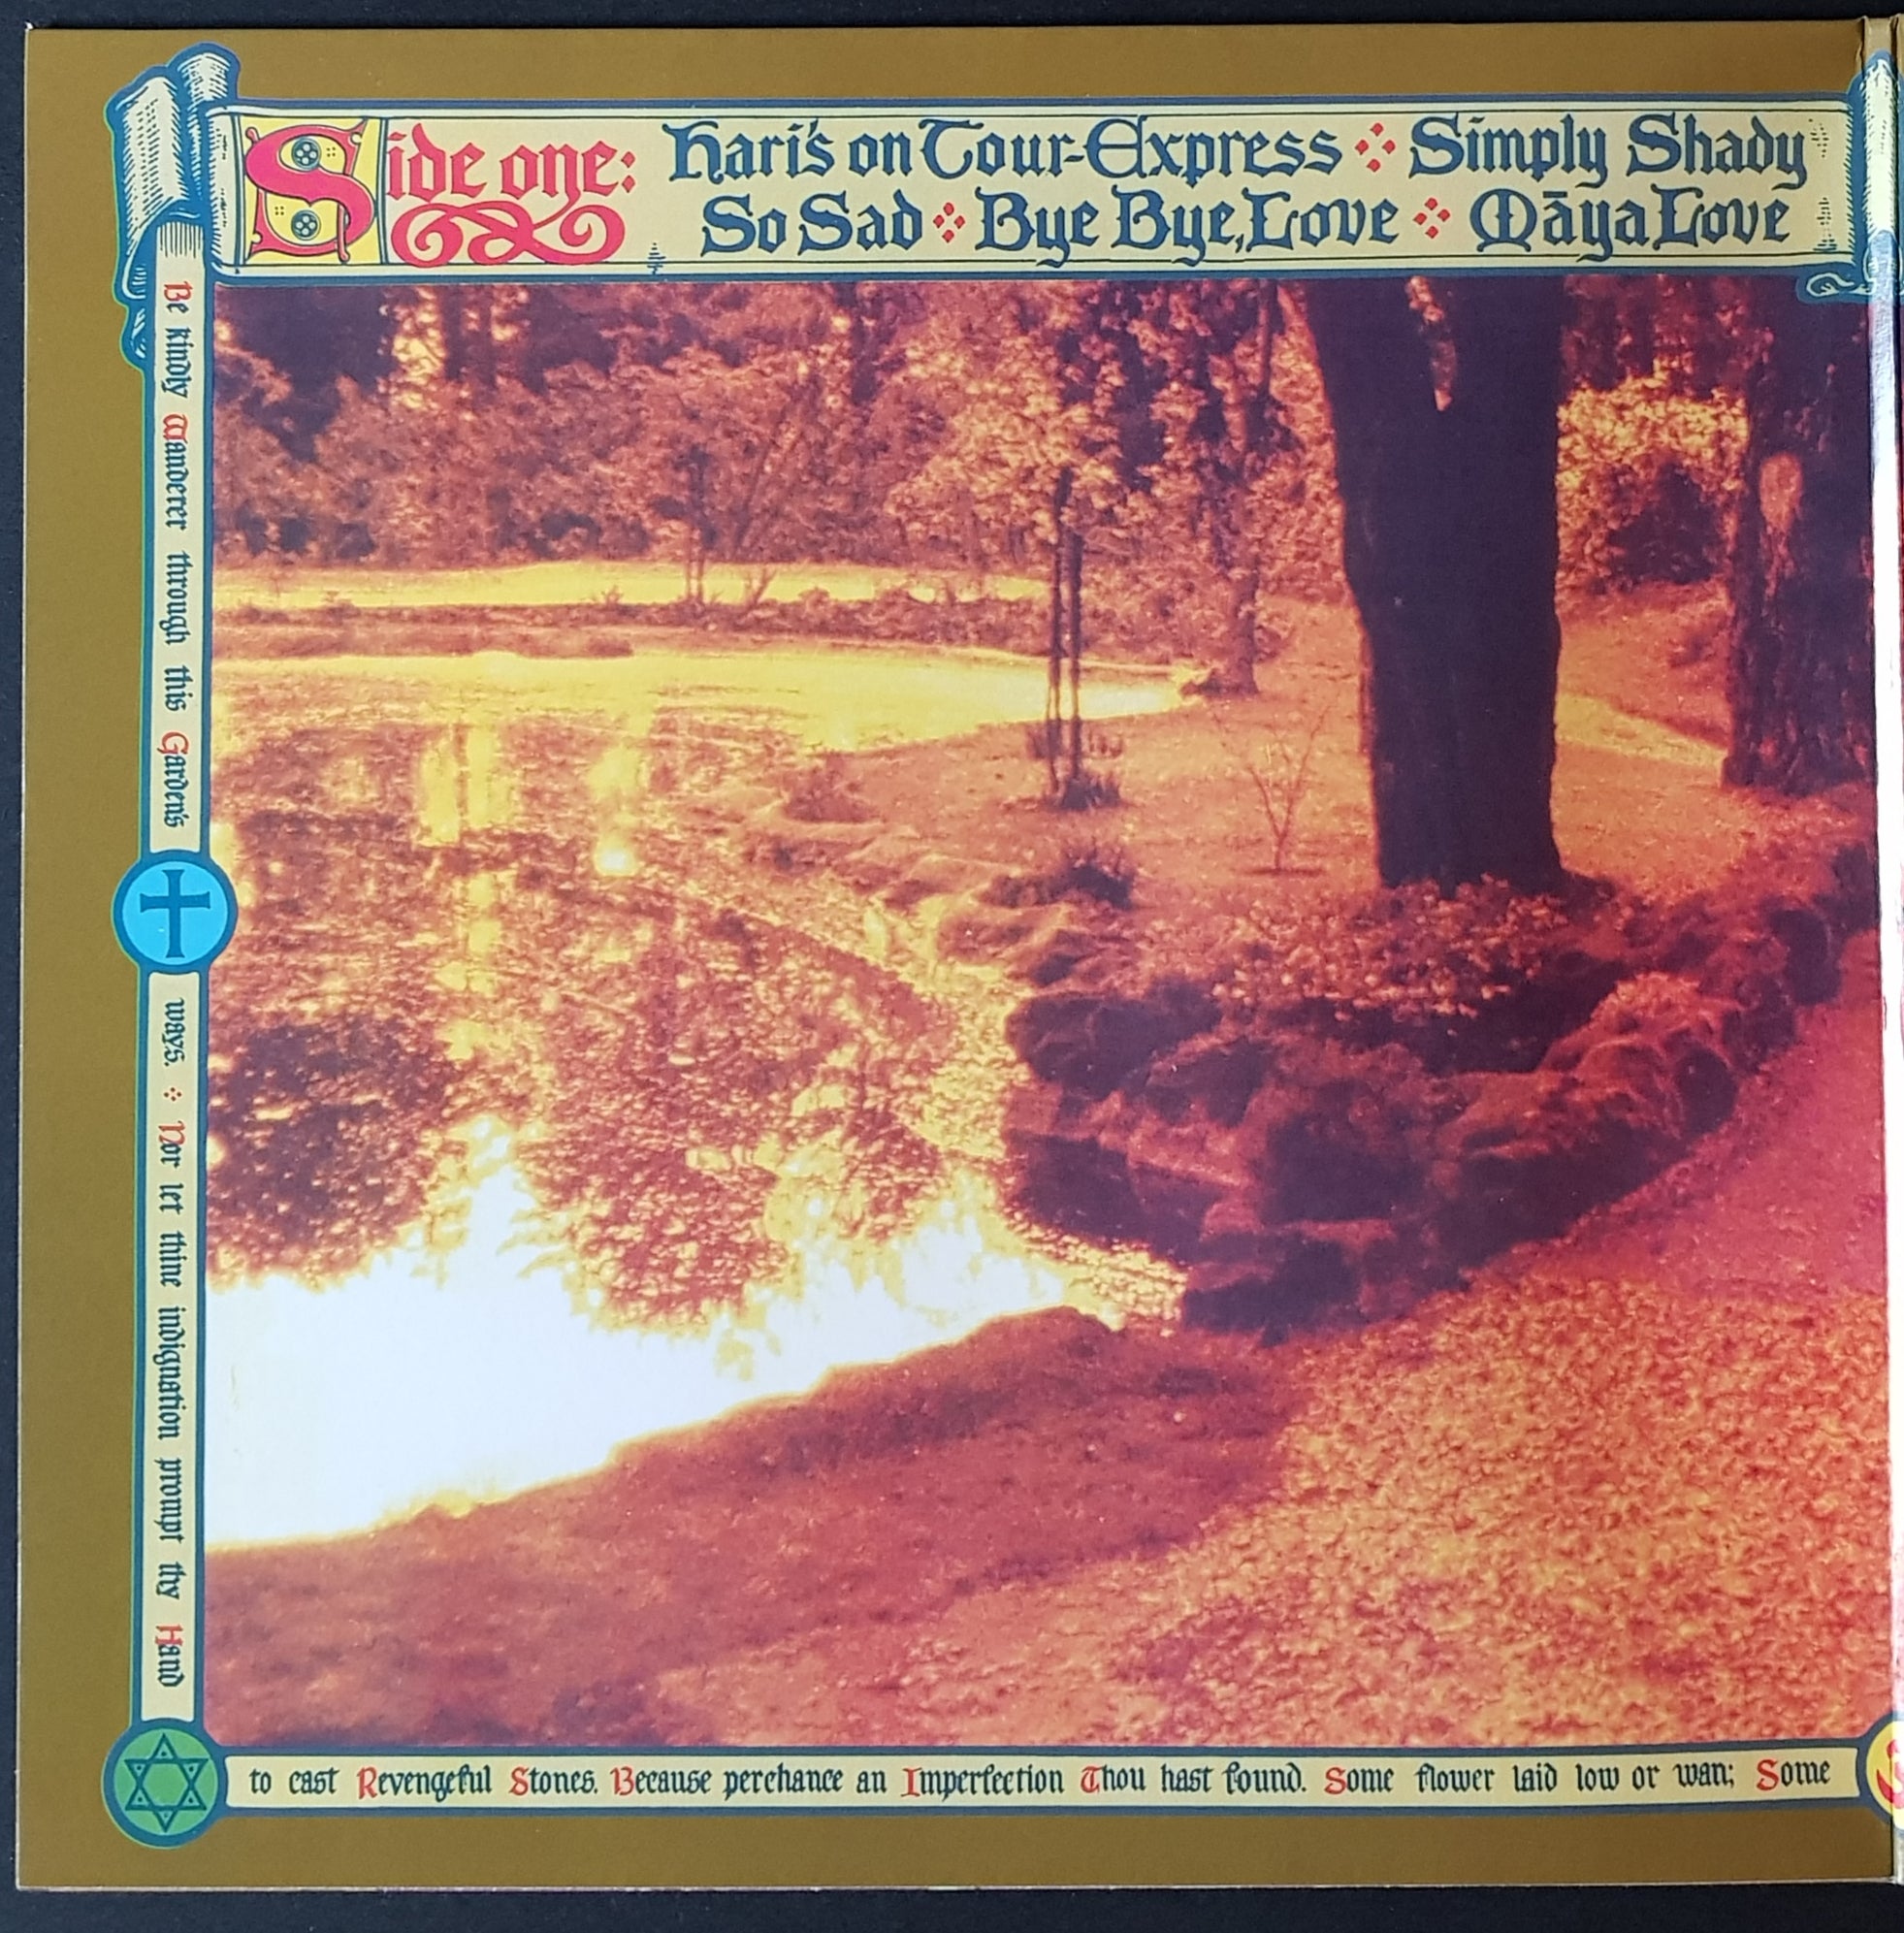 Side one: Hari's on Tour-Express Simply Shady
So Sad Bye Bye, Love Māya Love
Be kindly Wanderer through this Garden's
ways. Nor let thine indignation prompt thy Hand
to cast Revengeful Stones. Because perchance an Imperfection Thou hast found. Some flower laid low or wan; Some